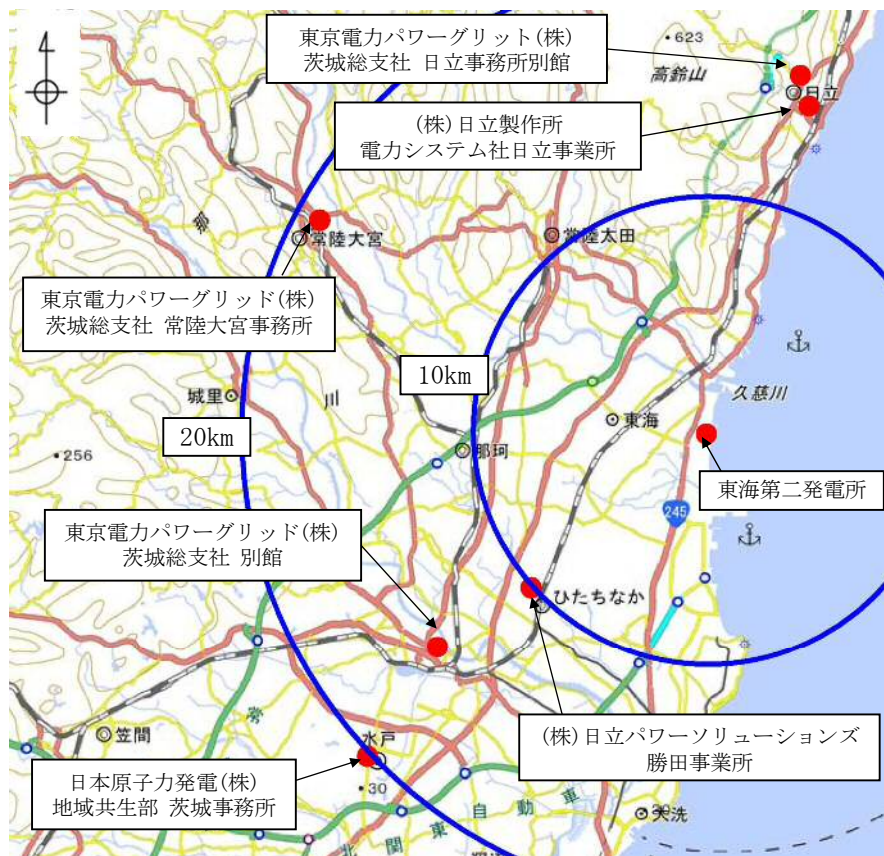 東京電力パワーグリット(株)
茨城総支社 日立事務所別館
・623
高鈴山
日立
(株)日立製作所
電力システム社日立事業所
那
常陸大宮
常陸太田
東京電力パワーグリッド(株)
茨城総支社 常陸大宮事務所
10km
城里
川
東海
久慈川
20km
・256
那珂
東海第二発電所
東京電力パワーグリッド(株)
茨城総支社 別館
245
ひたちなか
常
笠間
水戸
(株)日立パワーソリューションズ
勝田事業所
日本原子力発電(株)
地域共生部 茨城事務所
・30
大洗
北関東自動車